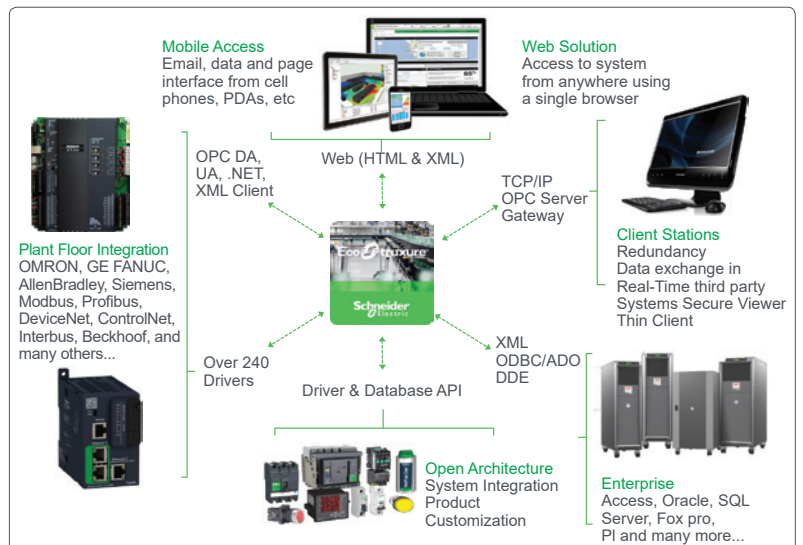 Mobile Access
Email, data and page
interface from cell
phones, PDAs, etc
Web Solution
Access to system
from anywhere using
a single browser
OPC DA,
UA, .NET,
XML Client
Web (HTML & XML)
TCP/IP
OPC Server
Gateway
Plant Floor Integration
OMRON, GE FANUC,
AllenBradley, Siemens,
Modbus, Profibus,
DeviceNet, ControlNet,
Interbus, Beckhoof, and
many others...
EcoStruxure
Schneider
Electric
Client Stations
Redundancy
Data exchange in
Real-Time third party
Systems Secure Viewer
Thin Client
Over 240
Drivers
Driver & Database API
XML
ODBC/ADO
DDE
Open Architecture
System Integration
Product
Customization
Enterprise
Access, Oracle, SQL
Server, Fox pro,
PI and many more...